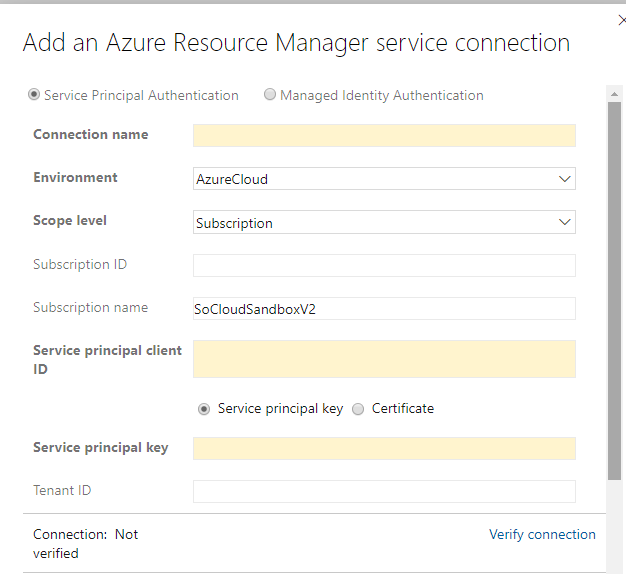 Add an Azure Resource Manager service connection
Service Principal Authentication Managed Identity Authentication
Connection name
Environment AzureCloud
Scope level Subscription
Subscription ID
Subscription name SoCloudSandboxV2
Service principal client
ID
Service principal key Certificate
Service principal key
Tenant ID
Connection: Not Verify connection
verified